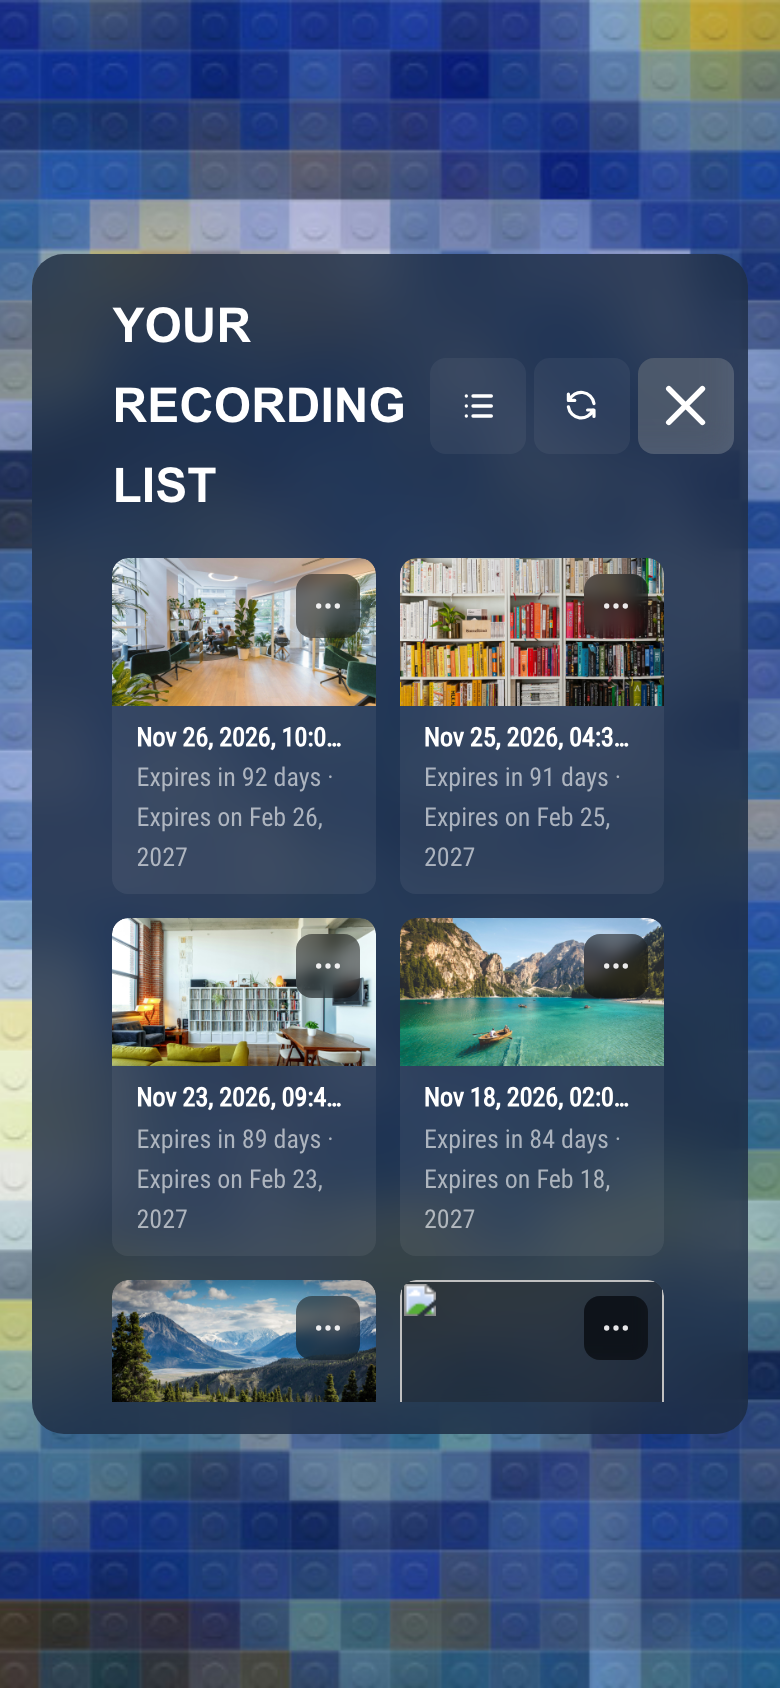 YOUR
RECORDING
LIST
Nov 26, 2026, 10:0...
Expires in 92 days ·
Expires on Feb 26,
2027
Nov 25, 2026, 04:3...
Expires in 91 days ·
Expires on Feb 25,
2027
Nov 23, 2026, 09:4...
Expires in 89 days ·
Expires on Feb 23,
2027
Nov 18, 2026, 02:0...
Expires in 84 days ·
Expires on Feb 18,
2027